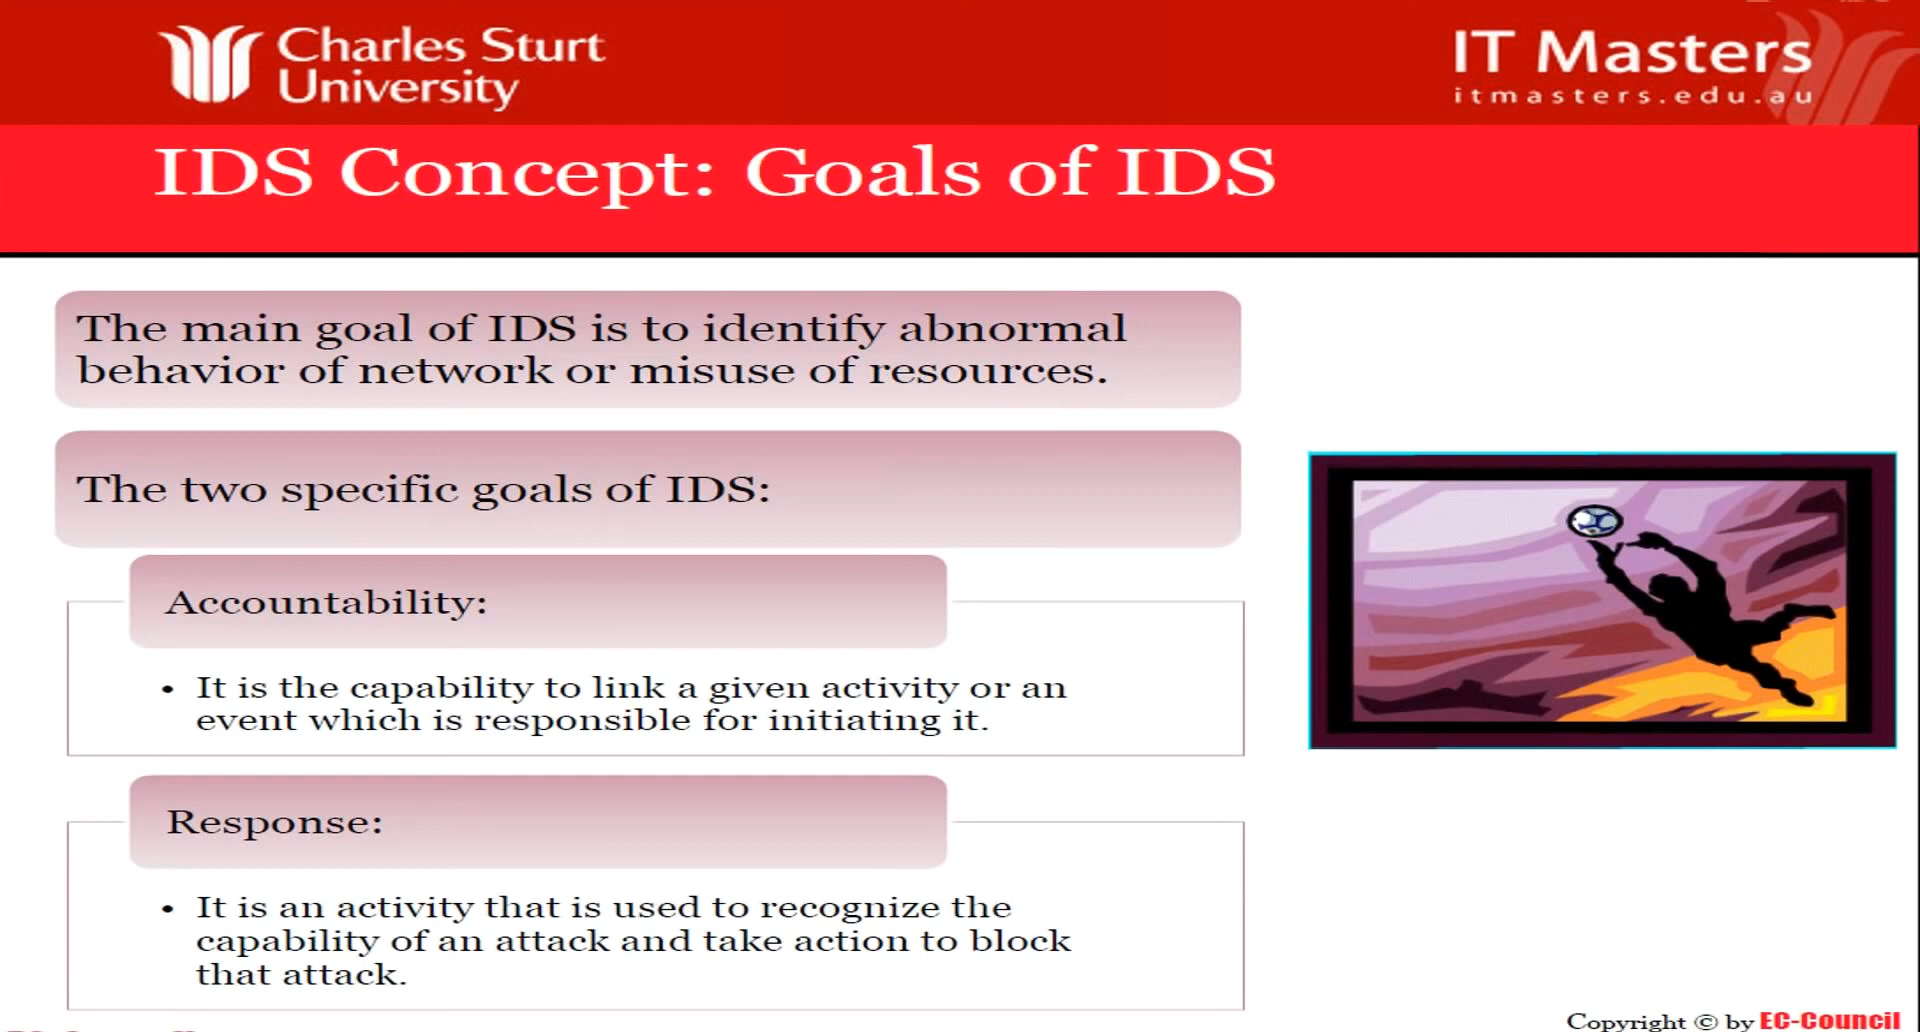 Charles Sturt
University
IT Masters
itmasters.edu.au
IDS Concept: Goals of IDS
The main goal of IDS is to identify abnormal
behavior of network or misuse of resources.
The two specific goals of IDS:
Accountability:
• It is the capability to link a given activity or an
event which is responsible for initiating it.
Response:
• It is an activity that is used to recognize the
capability of an attack and take action to block
that attack.
Copyright © by EC-Council